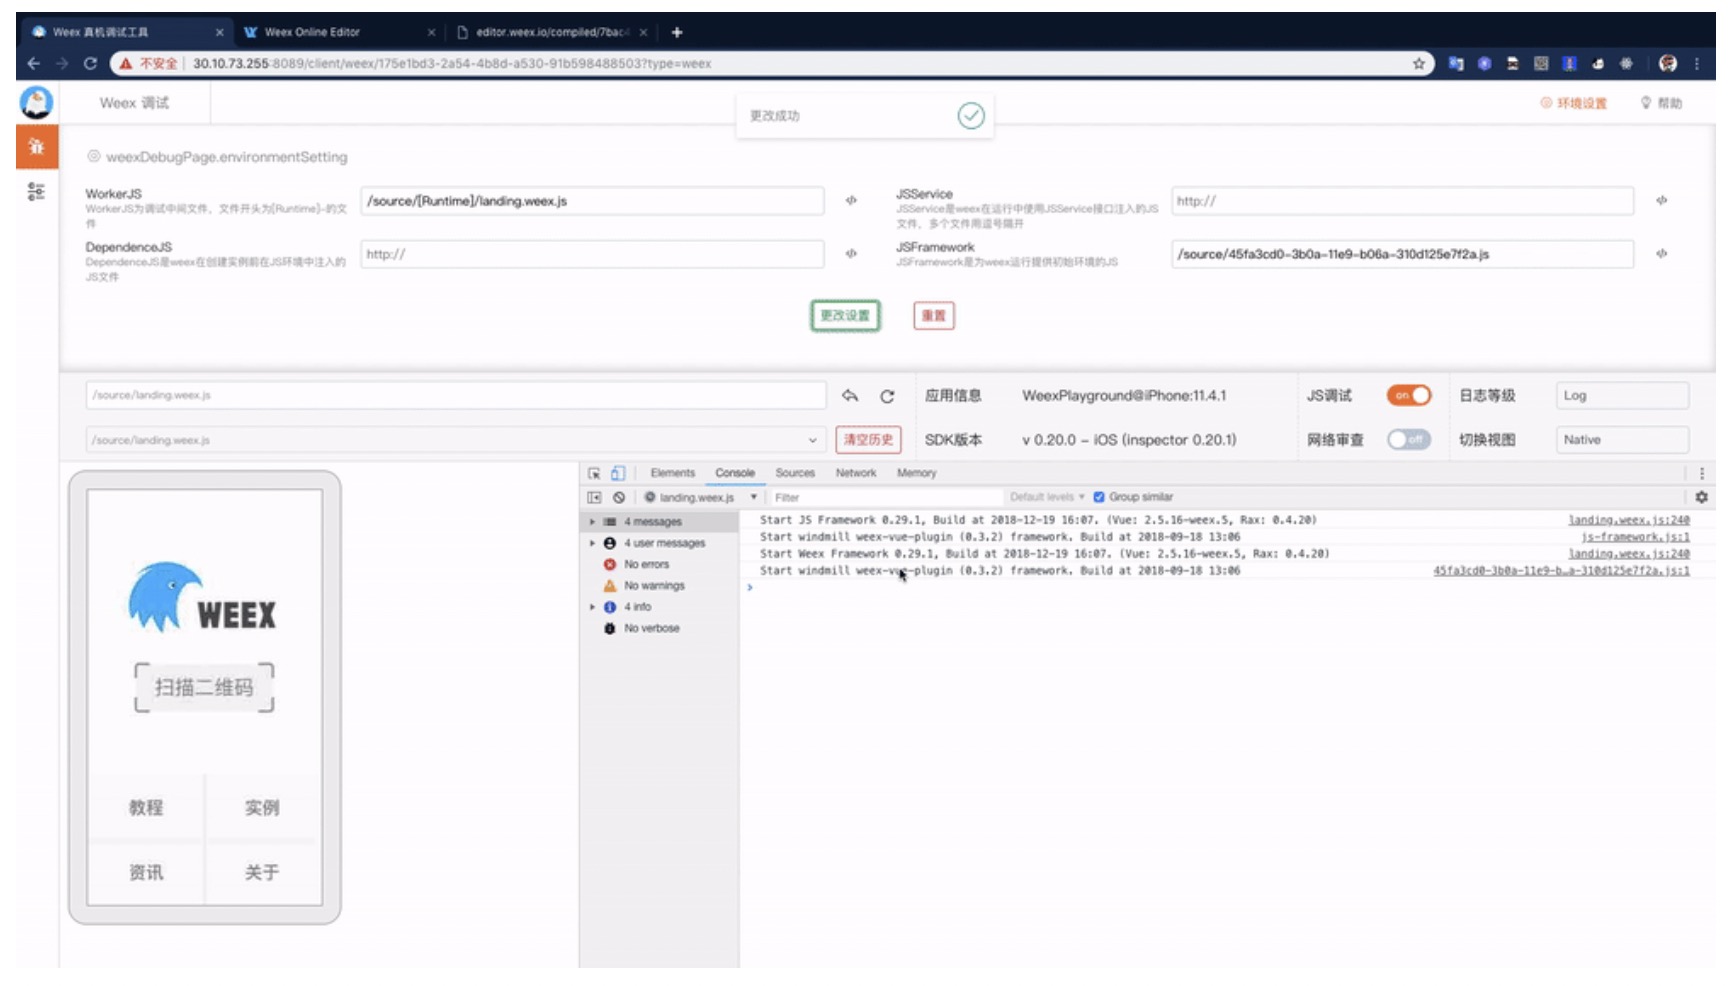 Weex 真机调试工具
Weex Online Editor
editor.weex.io/compiled/7bac
不安全 30.10.73.255:8089/client/weex/175e1bd3-2a54-4b8d-a530-91b598488503?type=weex
Weex 调试
更改成功
环境设置
帮助
weexDebugPage.environmentSetting
WorkerJS
WorkerJS为调试中间文件，文件开头为[Runtime]-的文件
/source/[Runtime]/landing.weex.js
JSService
JSService是weex在运行中使用JSService接口注入的JS文件，多个文件用逗号隔开
http://
DependenceJS
DependenceJS是weex在创建实例前在JS环境中注入的JS文件
http://
JSFramework
JSFramework是为weex运行提供初始环境的JS
/source/45fa3cd0-3b0a-11e9-b06a-310d125e7f2a.js
更改设置
重置
/source/landing.weex.js
应用信息
WeexPlayground@iPhone:11.4.1
JS调试
on
日志等级
Log
/source/landing.weex.js
清空历史
SDK版本
v 0.20.0 - iOS (inspector 0.20.1)
网络审查
off
切换视图
Native
WEEX
扫描二维码
教程
实例
资讯
关于
Elements
Console
Sources
Network
Memory
landing.weex.js
Filter
Default levels
Group similar
4 messages
4 user messages
No errors
No warnings
4 info
No verbose
Start JS Framework 0.29.1, Build at 2018-12-19 16:07. (Vue: 2.5.16-weex.5, Rax: 0.4.20)
landing.weex.js:240
Start windmill weex-vue-plugin (0.3.2) framework. Build at 2018-09-18 13:06
js-framework.js:1
Start Weex Framework 0.29.1, Build at 2018-12-19 16:07. (Vue: 2.5.16-weex.5, Rax: 0.4.20)
landing.weex.js:240
Start windmill weex-vue-plugin (0.3.2) framework. Build at 2018-09-18 13:06
45fa3cd0-3b0a-11e9-b…a-310d125e7f2a.js:1